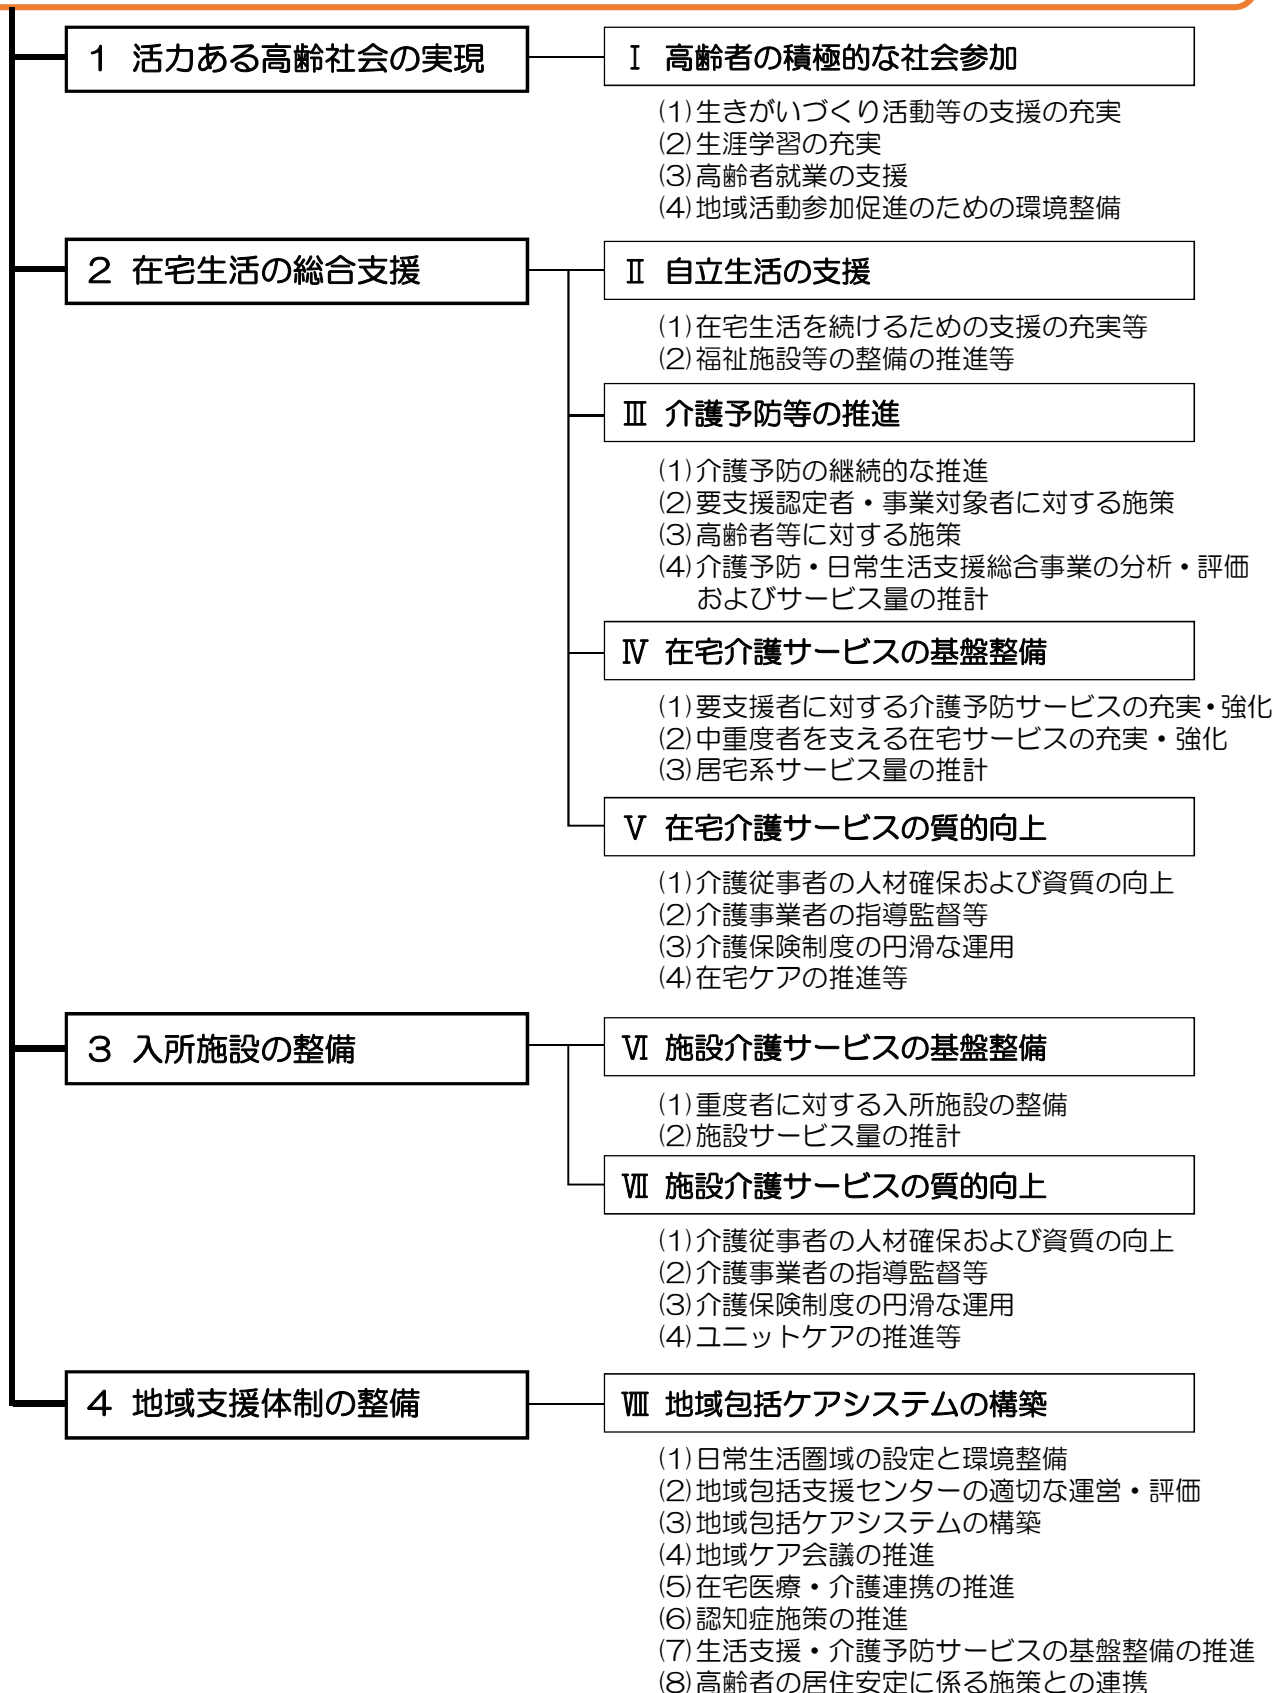 1 活力ある高齢社会の実現
Ⅰ 高齢者の積極的な社会参加
(1)生きがいづくり活動等の支援の充実
(2)生涯学習の充実
(3)高齢者就業の支援
(4)地域活動参加促進のための環境整備
2 在宅生活の総合支援
Ⅱ 自立生活の支援
(1)在宅生活を続けるための支援の充実等
(2)福祉施設等の整備の推進等
Ⅲ 介護予防等の推進
(1)介護予防の継続的な推進
(2)要支援認定者・事業対象者に対する施策
(3)高齢者等に対する施策
(4)介護予防・日常生活支援総合事業の分析・評価
およびサービス量の推計
Ⅳ 在宅介護サービスの基盤整備
(1)要支援者に対する介護予防サービスの充実・強化
(2)中重度者を支える在宅サービスの充実・強化
(3)居宅系サービス量の推計
Ⅴ 在宅介護サービスの質的向上
(1)介護従事者の人材確保および資質の向上
(2)介護事業者の指導監督等
(3)介護保険制度の円滑な運用
(4)在宅ケアの推進等
3 入所施設の整備
Ⅵ 施設介護サービスの基盤整備
(1)重度者に対する入所施設の整備
(2)施設サービス量の推計
Ⅶ 施設介護サービスの質的向上
(1)介護従事者の人材確保および資質の向上
(2)介護事業者の指導監督等
(3)介護保険制度の円滑な運用
(4)ユニットケアの推進等
4 地域支援体制の整備
Ⅷ 地域包括ケアシステムの構築
(1)日常生活圏域の設定と環境整備
(2)地域包括支援センターの適切な運営・評価
(3)地域包括ケアシステムの構築
(4)地域ケア会議の推進
(5)在宅医療・介護連携の推進
(6)認知症施策の推進
(7)生活支援・介護予防サービスの基盤整備の推進
(8)高齢者の居住安定に係る施策との連携